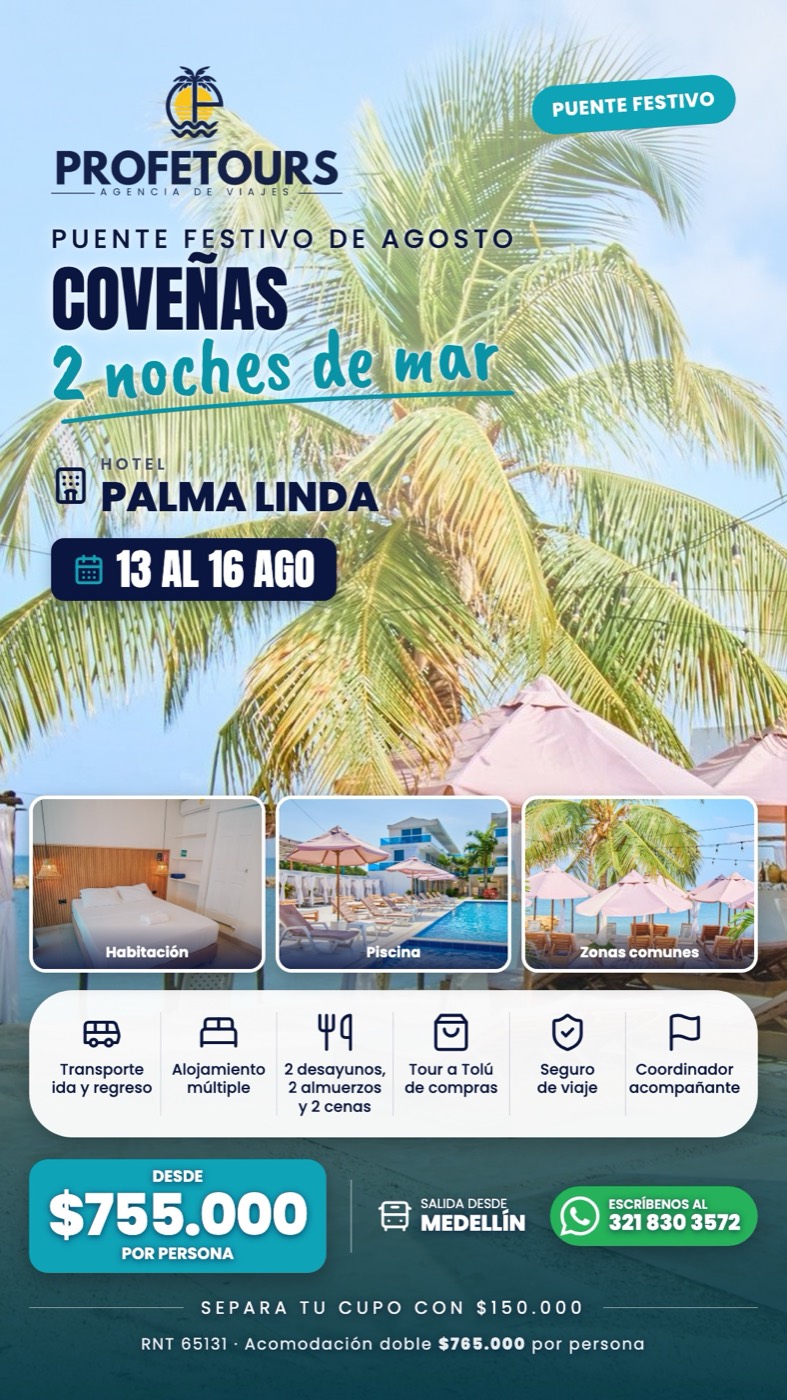 PROFETOURS
AGENCIA DE VIAJES
PUENTE FESTIVO
PUENTE FESTIVO DE AGOSTO
COVEÑAS
2 noches de mar
HOTEL
PALMA LINDA
13 AL 16 AGO
Habitación
Piscina
Zonas comunes
Transporte
ida y regreso
Alojamiento
múltiple
2 desayunos,
2 almuerzos
y 2 cenas
Tour a Tolú
de compras
Seguro
de viaje
Coordinador
acompañante
DESDE
$755.000
POR PERSONA
SALIDA DESDE
MEDELLÍN
ESCRÍBENOS AL
321 830 3572
SEPARA TU CUPO CON $150.000
RNT 65131 · Acomodación doble $765.000 por persona